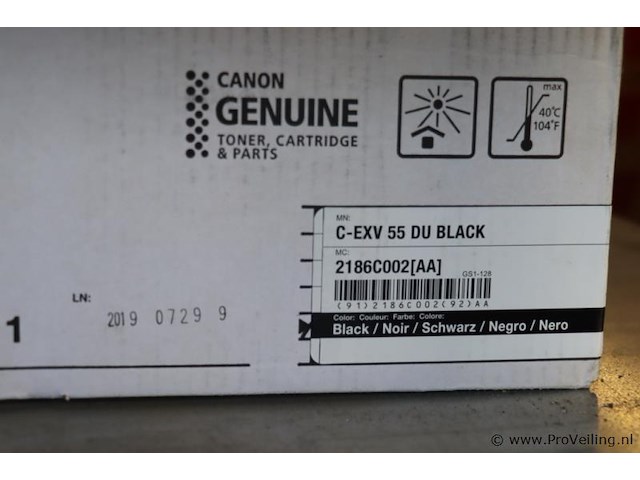 CANON
GENUINE
TONER, CARTRIDGE
& PARTS
max
40°C
104°F
MN:
C-EXV 55 DU BLACK
MC:
2186C002[AA]
GS1-128
(91)2186C002(92)AA
Color: Couleur: Farbe: Colore:
Black / Noir / Schwarz / Negro / Nero
LN:
2019 0729 9
1
© www.ProVeiling.nl